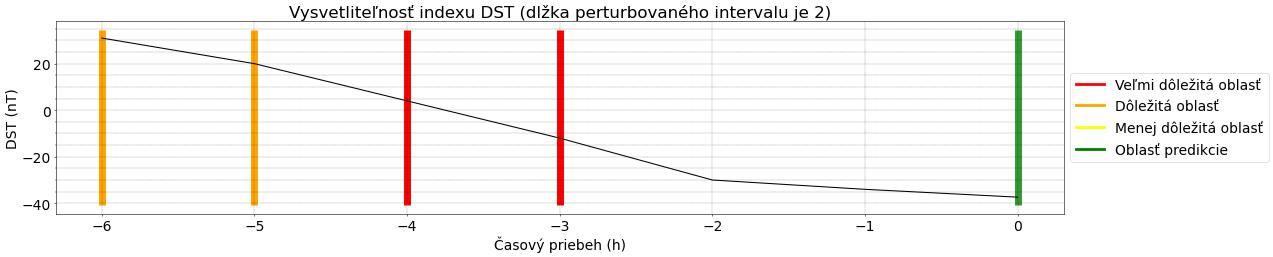 Vysvetliteľnosť indexu DST (dlžka perturbovaného intervalu je 2)
DST (nT)
20
0
−20
−40
−6 −5 −4 −3 −2 −1 0
Časový priebeh (h)
Veľmi dôležitá oblasť
Dôležitá oblasť
Menej dôležitá oblasť
Oblasť predikcie